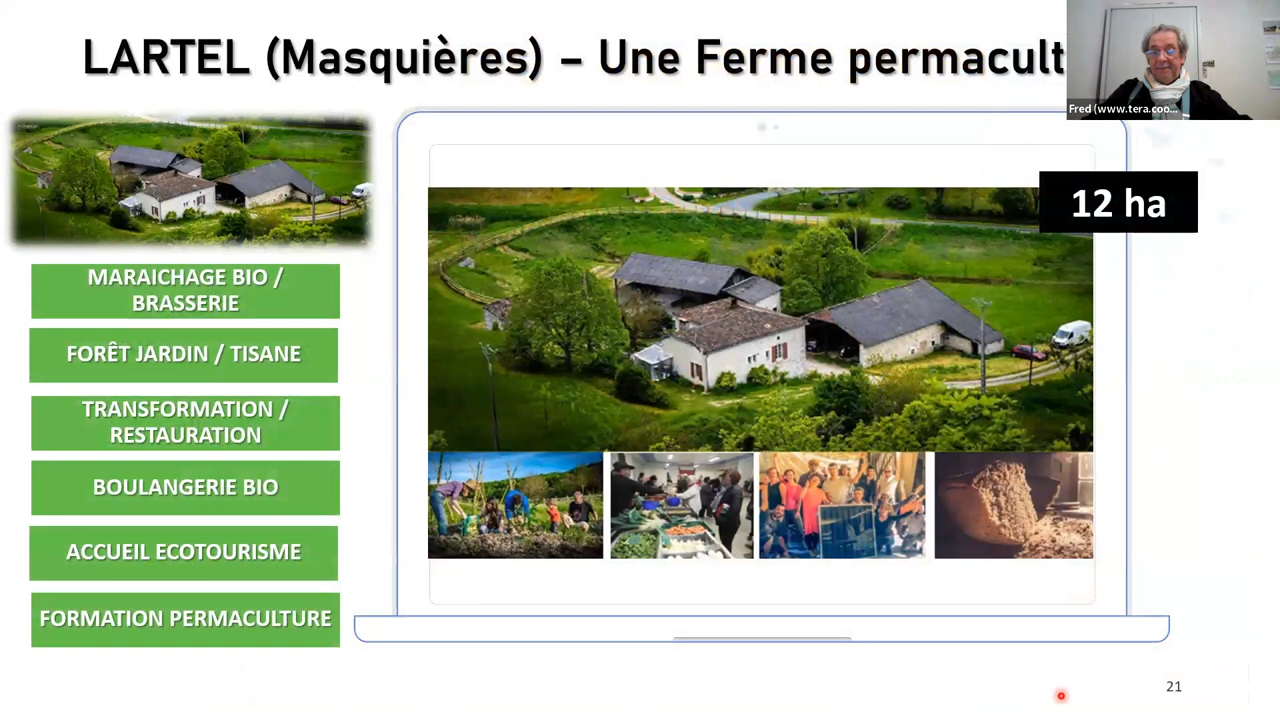 LARTEL (Masquières) – Une Ferme permacult
Fred (www.tera.coo...
12 ha
MARAICHAGE BIO /
BRASSERIE
FORÊT JARDIN / TISANE
TRANSFORMATION /
RESTAURATION
BOULANGERIE BIO
ACCUEIL ECOTOURISME
FORMATION PERMACULTURE
21